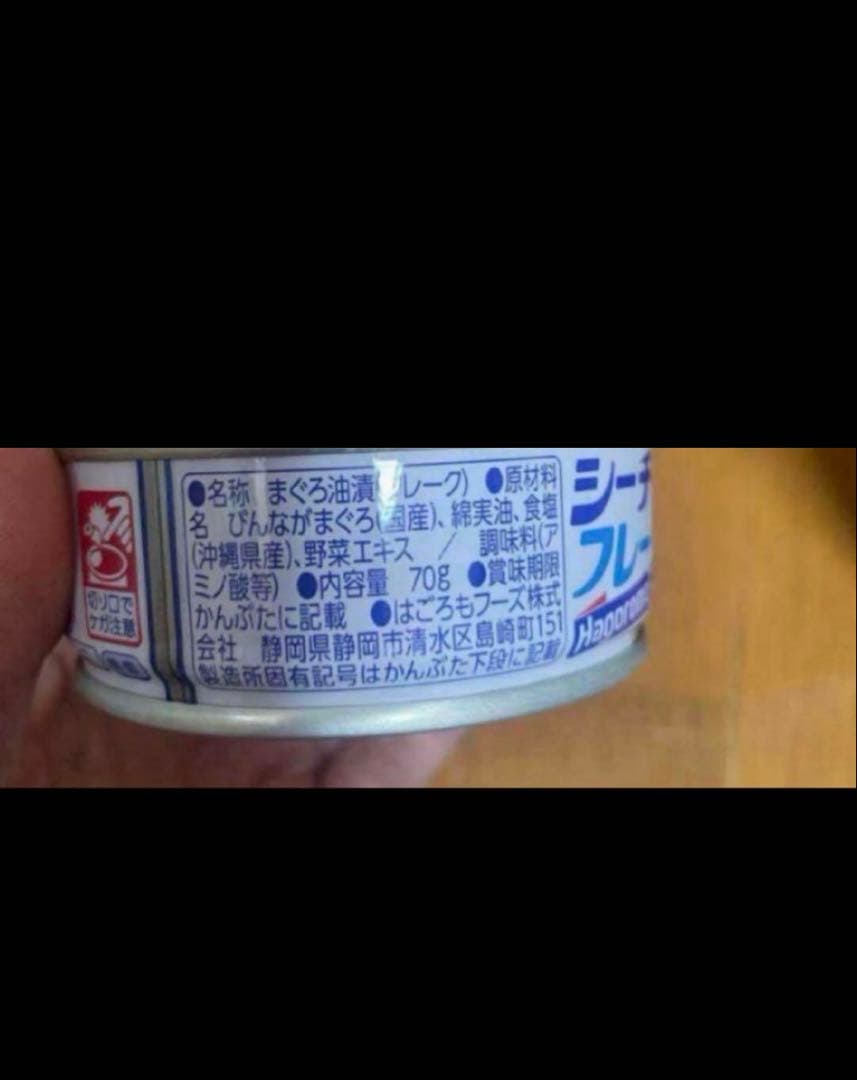 ●名称 まぐろ油漬(フレーク) ●原材料
名 びんながまぐろ(国産)、綿実油、食塩
(沖縄県産)、野菜エキス / 調味料(ア
ミノ酸等) ●内容量 70g ●賞味期限
かんぶたに記載 ●はごろもフーズ株式
会社 静岡県静岡市清水区島崎町151
製造所固有記号はかんぶた下段に記載
切り口で
ケガ注意
シーチ
フレー
Hagorom